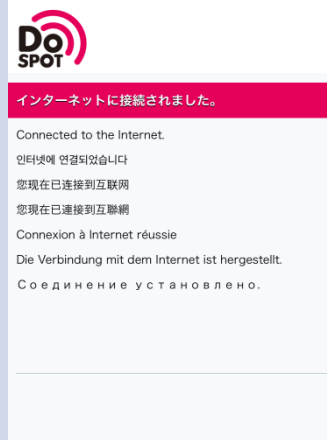 Do
SPOT
インターネットに接続されました。
Connected to the Internet.
인터넷에 연결되었습니다
您现在已连接到互联网
您現在已連接到互聯網
Connexion à Internet réussie
Die Verbindung mit dem Internet ist hergestellt.
Соединение установлено.